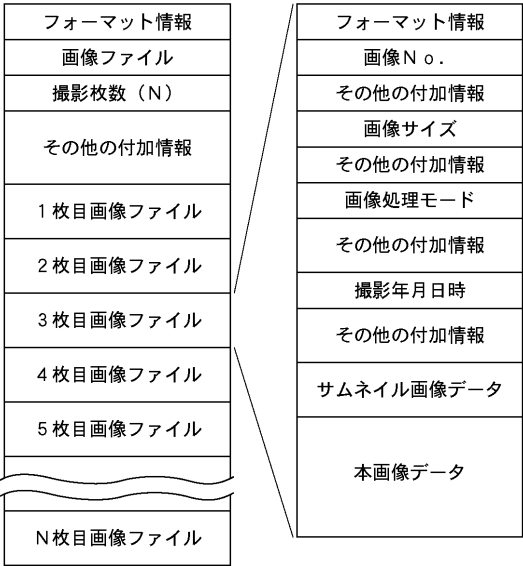 フォーマット情報
画像ファイル
撮影枚数（Ｎ）
その他の付加情報
１枚目画像ファイル
２枚目画像ファイル
３枚目画像ファイル
４枚目画像ファイル
５枚目画像ファイル
Ｎ枚目画像ファイル
フォーマット情報
画像Ｎｏ．
その他の付加情報
画像サイズ
その他の付加情報
画像処理モード
その他の付加情報
撮影年月日時
その他の付加情報
サムネイル画像データ
本画像データ